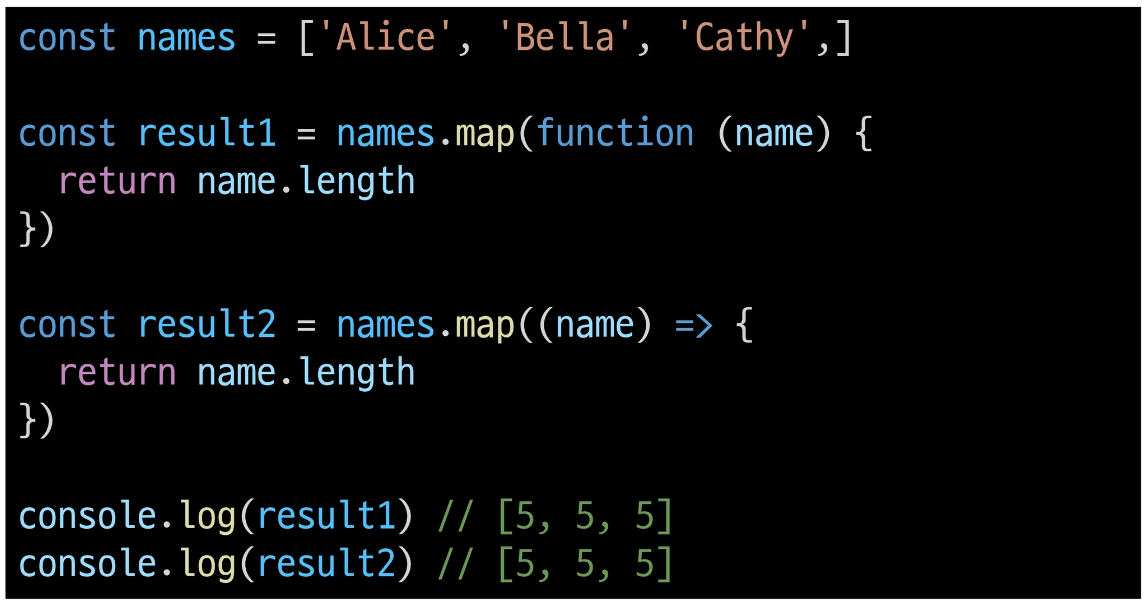 const names = ['Alice', 'Bella', 'Cathy',]
const result1 = names.map(function (name) {
  return name.length
})
const result2 = names.map((name) => {
  return name.length
})
console.log(result1) // [5, 5, 5]
console.log(result2) // [5, 5, 5]